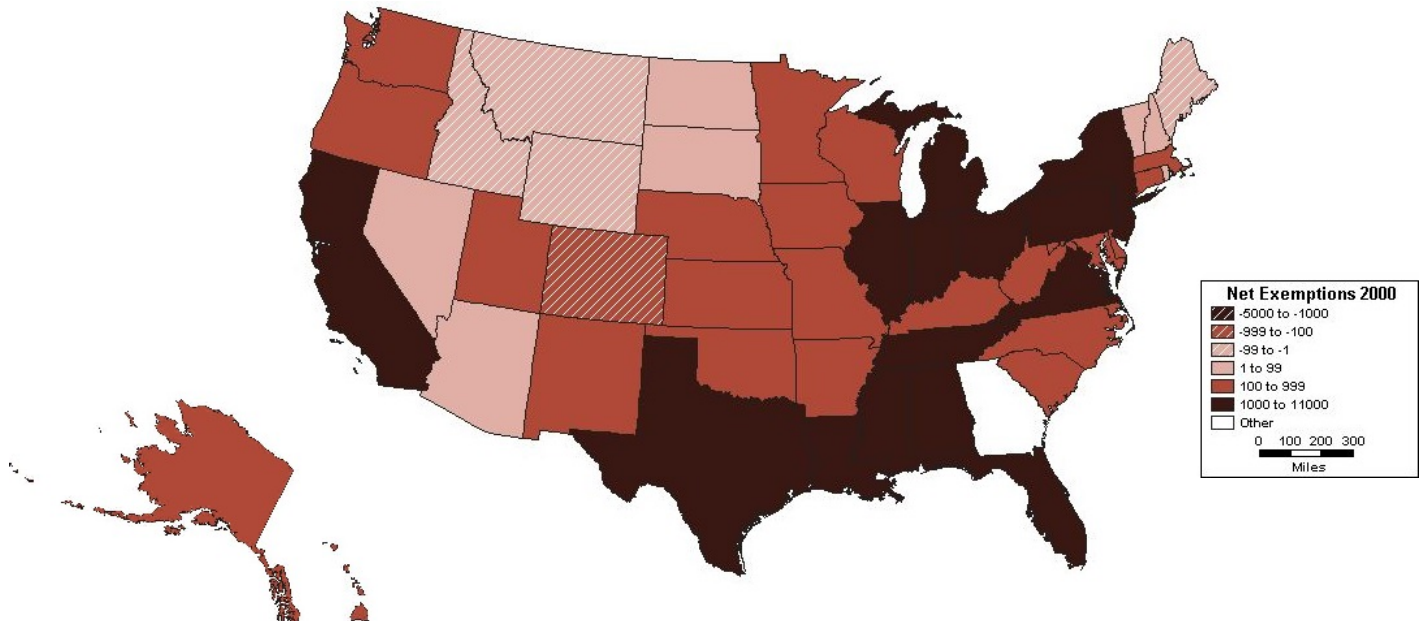 Net Exemptions 2000
-5000 to -1000
-999 to -100
-99 to -1
1 to 99
100 to 999
1000 to 11000
Other
0 100 200 300
Miles